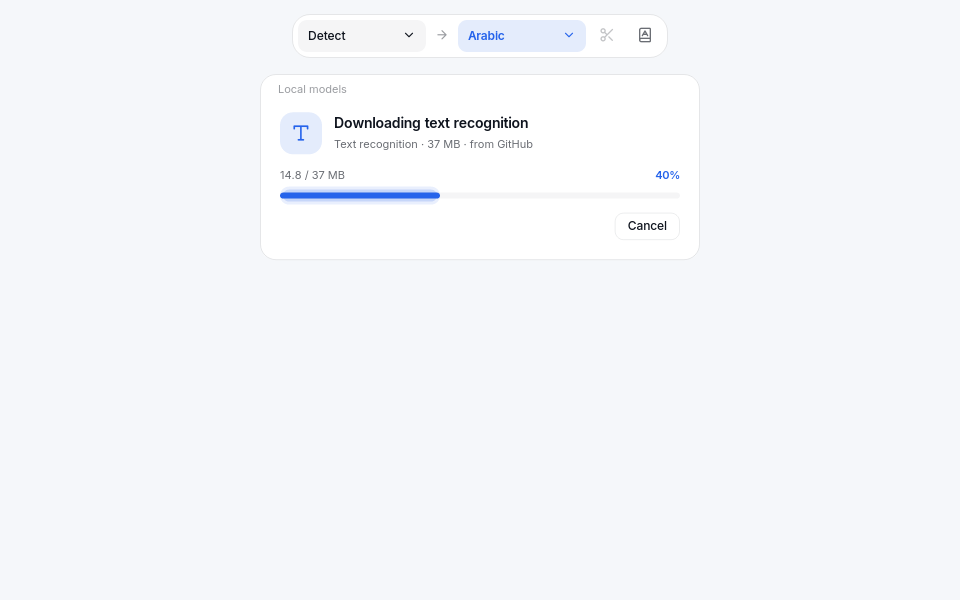 Detect
Arabic
Local models
Downloading text recognition
Text recognition · 37 MB · from GitHub
14.8 / 37 MB
40%
Cancel